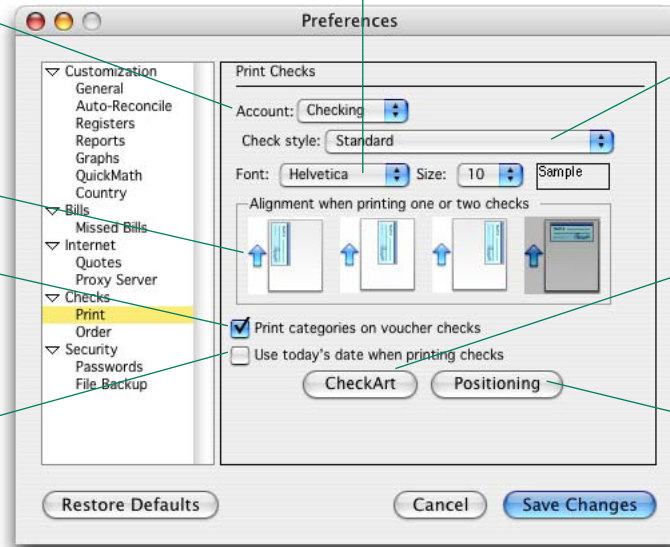 Preferences
Customization
General
Auto-Reconcile
Registers
Reports
Graphs
QuickMath
Country
Bills
Missed Bills
Internet
Quotes
Proxy Server
Checks
Print
Order
Security
Passwords
File Backup
Print Checks
Account: Checking
Check style: Standard
Font: Helvetica Size: 10 Sample
Alignment when printing one or two checks
Print categories on voucher checks
Use today's date when printing checks
CheckArt Positioning
Restore Defaults Cancel Save Changes